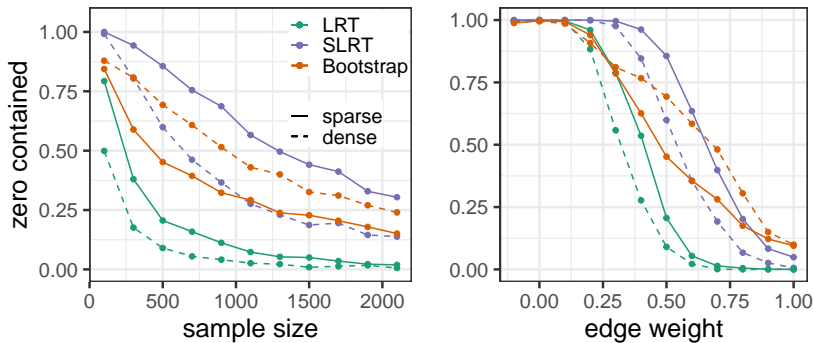 LRT
SLRT
Bootstrap
sparse
dense
zero contained
1.00
0.75
0.50
0.25
0.00
0 500 1000 1500 2000
sample size
1.00
0.75
0.50
0.25
0.00
0.00 0.25 0.50 0.75 1.00
edge weight